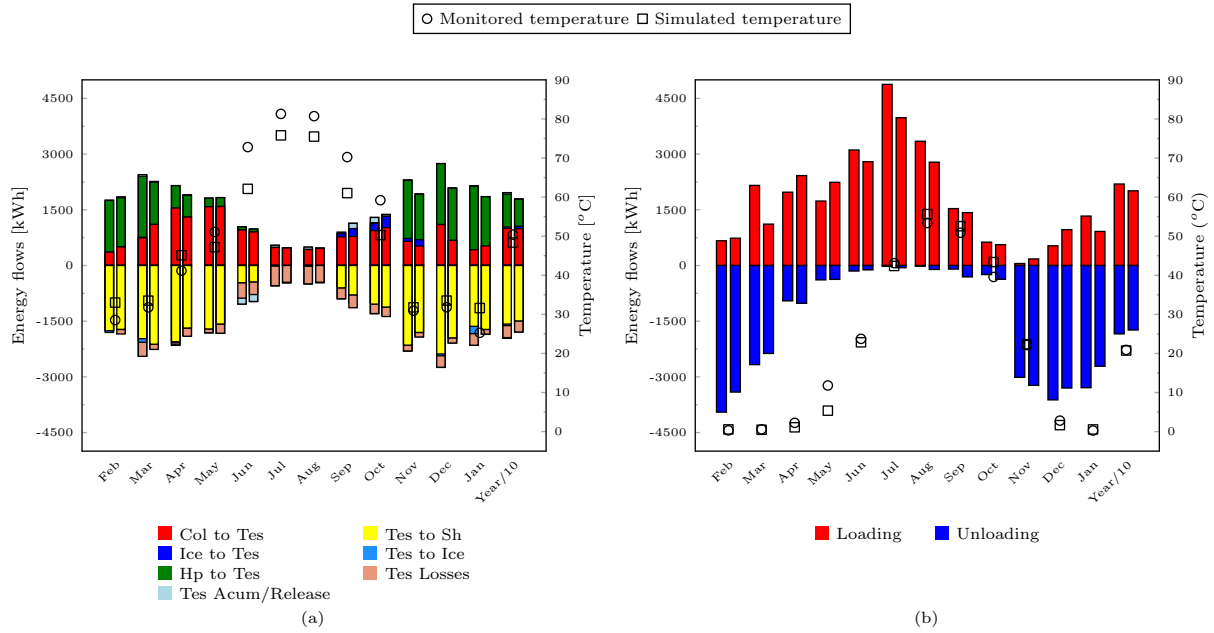 Monitored temperature Simulated temperature
Energy flows [kWh]
4500
3000
1500
0
-1500
-3000
-4500
90
80
70
60
50
40
30
20
10
0
Temperature [°C]
Feb Mar Apr May Jun Jul Aug Sep Oct Nov Dec Jan Year/10
Col to Tes Tes to Sh
Ice to Tes Tes to Ice
Hp to Tes Tes Losses
Tes Acum/Release
(a)
Energy flows [kWh]
4500
3000
1500
0
-1500
-3000
-4500
90
80
70
60
50
40
30
20
10
0
Temperature (°C]
Feb Mar Apr May Jun Jul Aug Sep Oct Nov Dec Jan Year/10
Loading Unloading
(b)